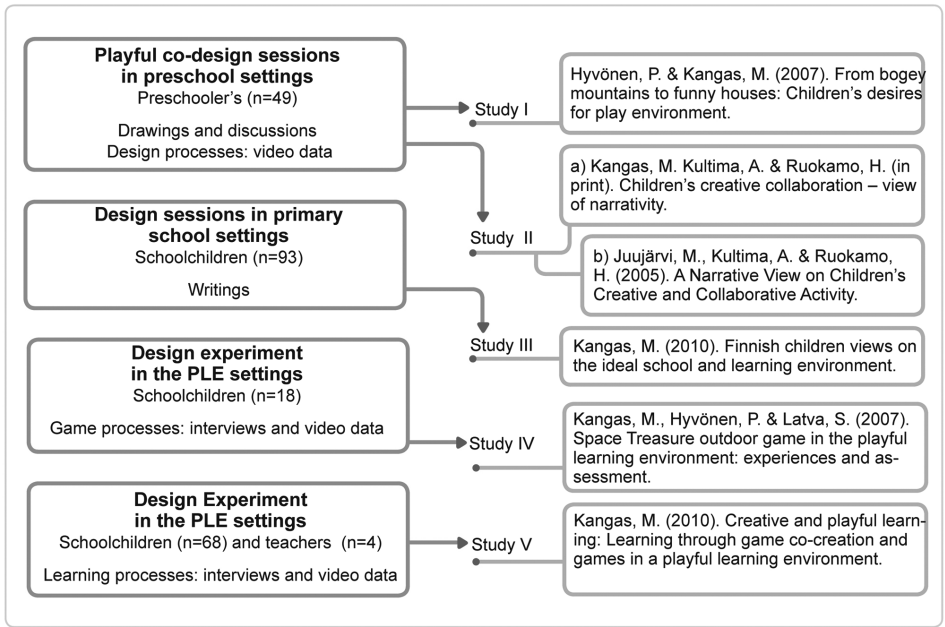 Playful co-design sessions
in preschool settings
Preschooler's (n=49)
Drawings and discussions
Design processes: video data
Study I
Hyvönen, P. & Kangas, M. (2007). From bogey
mountains to funny houses: Children's desires
for play environment.
Study II
a) Kangas, M. Kultima, A. & Ruokamo, H. (in
print). Children's creative collaboration – view
of narrativity.
b) Juujärvi, M., Kultima, A. & Ruokamo,
H. (2005). A Narrative View on Children's
Creative and Collaborative Activity.
Design sessions in primary
school settings
Schoolchildren (n=93)
Writings
Study III
Kangas, M. (2010). Finnish children views on
the ideal school and learning environment.
Design experiment
in the PLE settings
Schoolchildren (n=18)
Game processes: interviews and video data
Study IV
Kangas, M., Hyvönen, P. & Latva, S. (2007).
Space Treasure outdoor game in the playful
learning environment: experiences and as-
sessment.
Design Experiment
in the PLE settings
Schoolchildren (n=68) and teachers (n=4)
Learning processes: interviews and video data
Study V
Kangas, M. (2010). Creative and playful learn-
ing: Learning through game co-creation and
games in a playful learning environment.